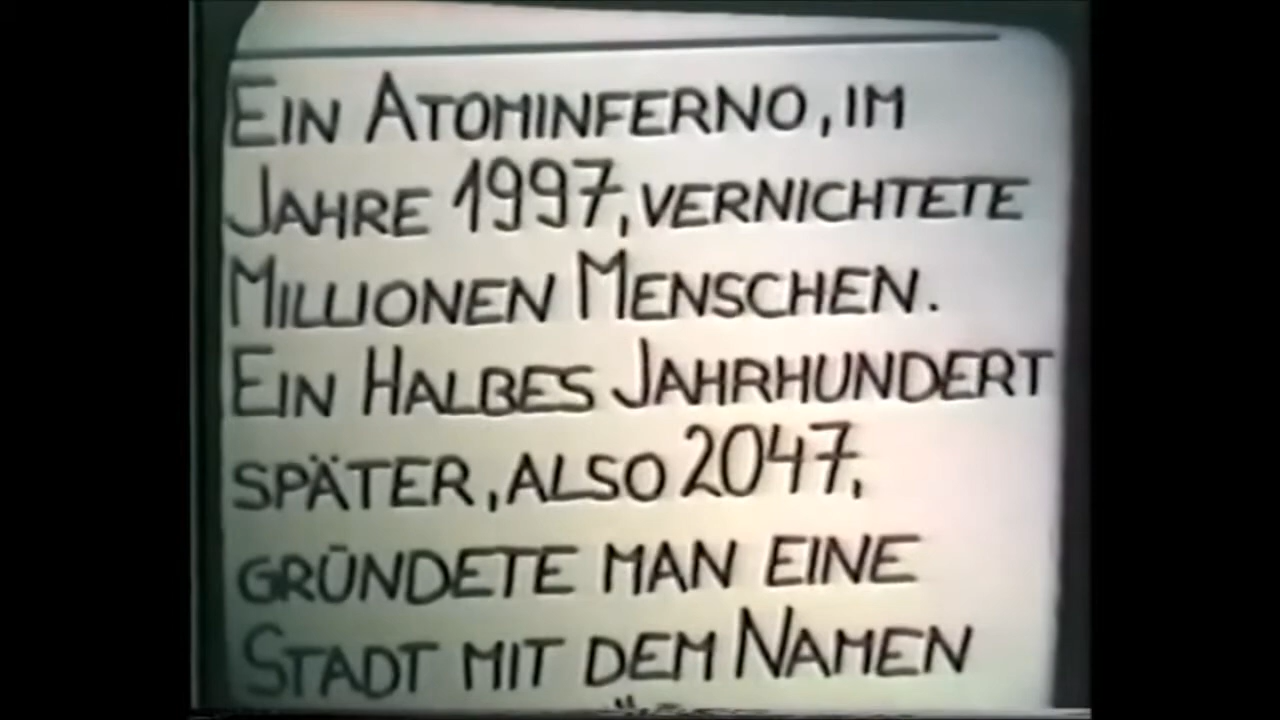 EIN ATOMINFERNO, IM
JAHRE 1997, VERNICHTETE
MILLIONEN MENSCHEN.
EIN HALBES JAHRHUNDERT
SPÄTER, ALSO 2047,
GRÜNDETE MAN EINE
STADT MIT DEM NAMEN